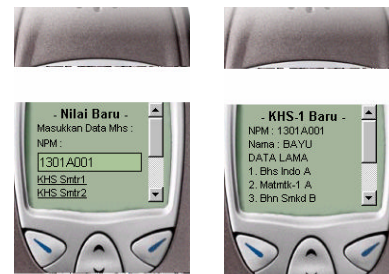 - Nilai Baru -
Masukkan Data Mhs :
NPM :
1301A001
KHS Smtr1
KHS Smtr2
- KHS-1 Baru -
NPM : 1301A001
Nama : BAYU
DATA LAMA
1. Bhs Indo A
2. Matmtk-1 A
3. Bhn Smkd B